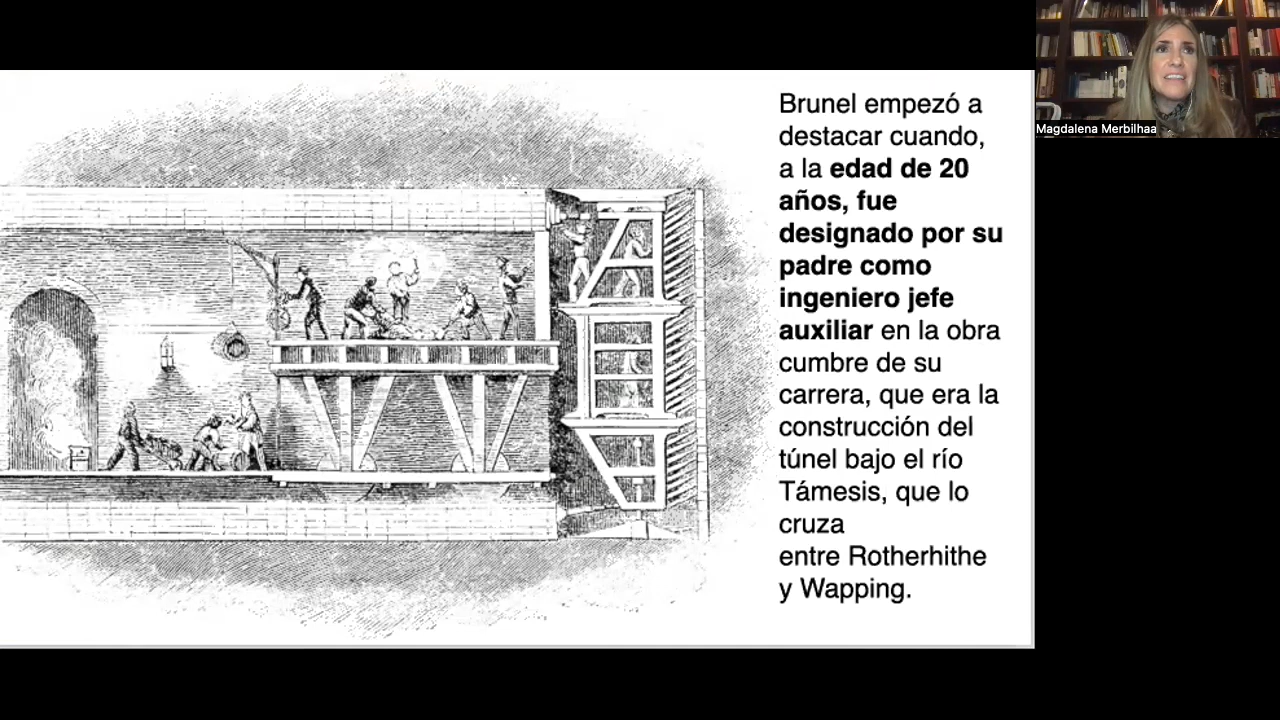 Brunel empezó a
destacar cuando,
a la edad de 20
años, fue
designado por su
padre como
ingeniero jefe
auxiliar en la obra
cumbre de su
carrera, que era la
construcción del
túnel bajo el río
Támesis, que lo
cruza
entre Rotherhithe
y Wapping.
Magdalena Merbilhaa